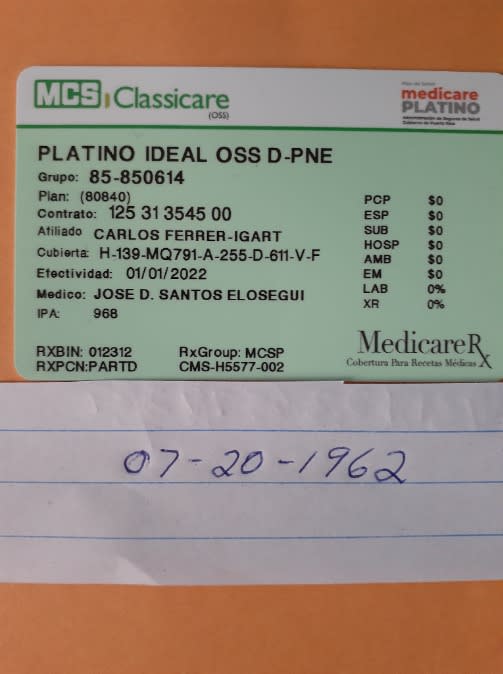 MCS Classicare
(OSS)
medicare
PLATINO
PLATINO IDEAL OSS D-PNE
Grupo: 85-850614
Plan: (80840)
Contrato: 125 31 3545 00
Afiliado CARLOS FERRER-IGART
Cubierta: H-139-MQ791-A-255-D-611-V-F
Efectividad: 01/01/2022
Medico: JOSE D. SANTOS ELOSEGUI
IPA: 968
PCP $0
ESP $0
SUB $0
HOSP $0
AMB $0
EM $0
LAB 0%
XR 0%
RXBIN: 012312 RxGroup: MCSP
RXPCN:PARTD CMS-H5577-002
MedicareRx
Cobertura Para Recetas Médicas
07-20-1962